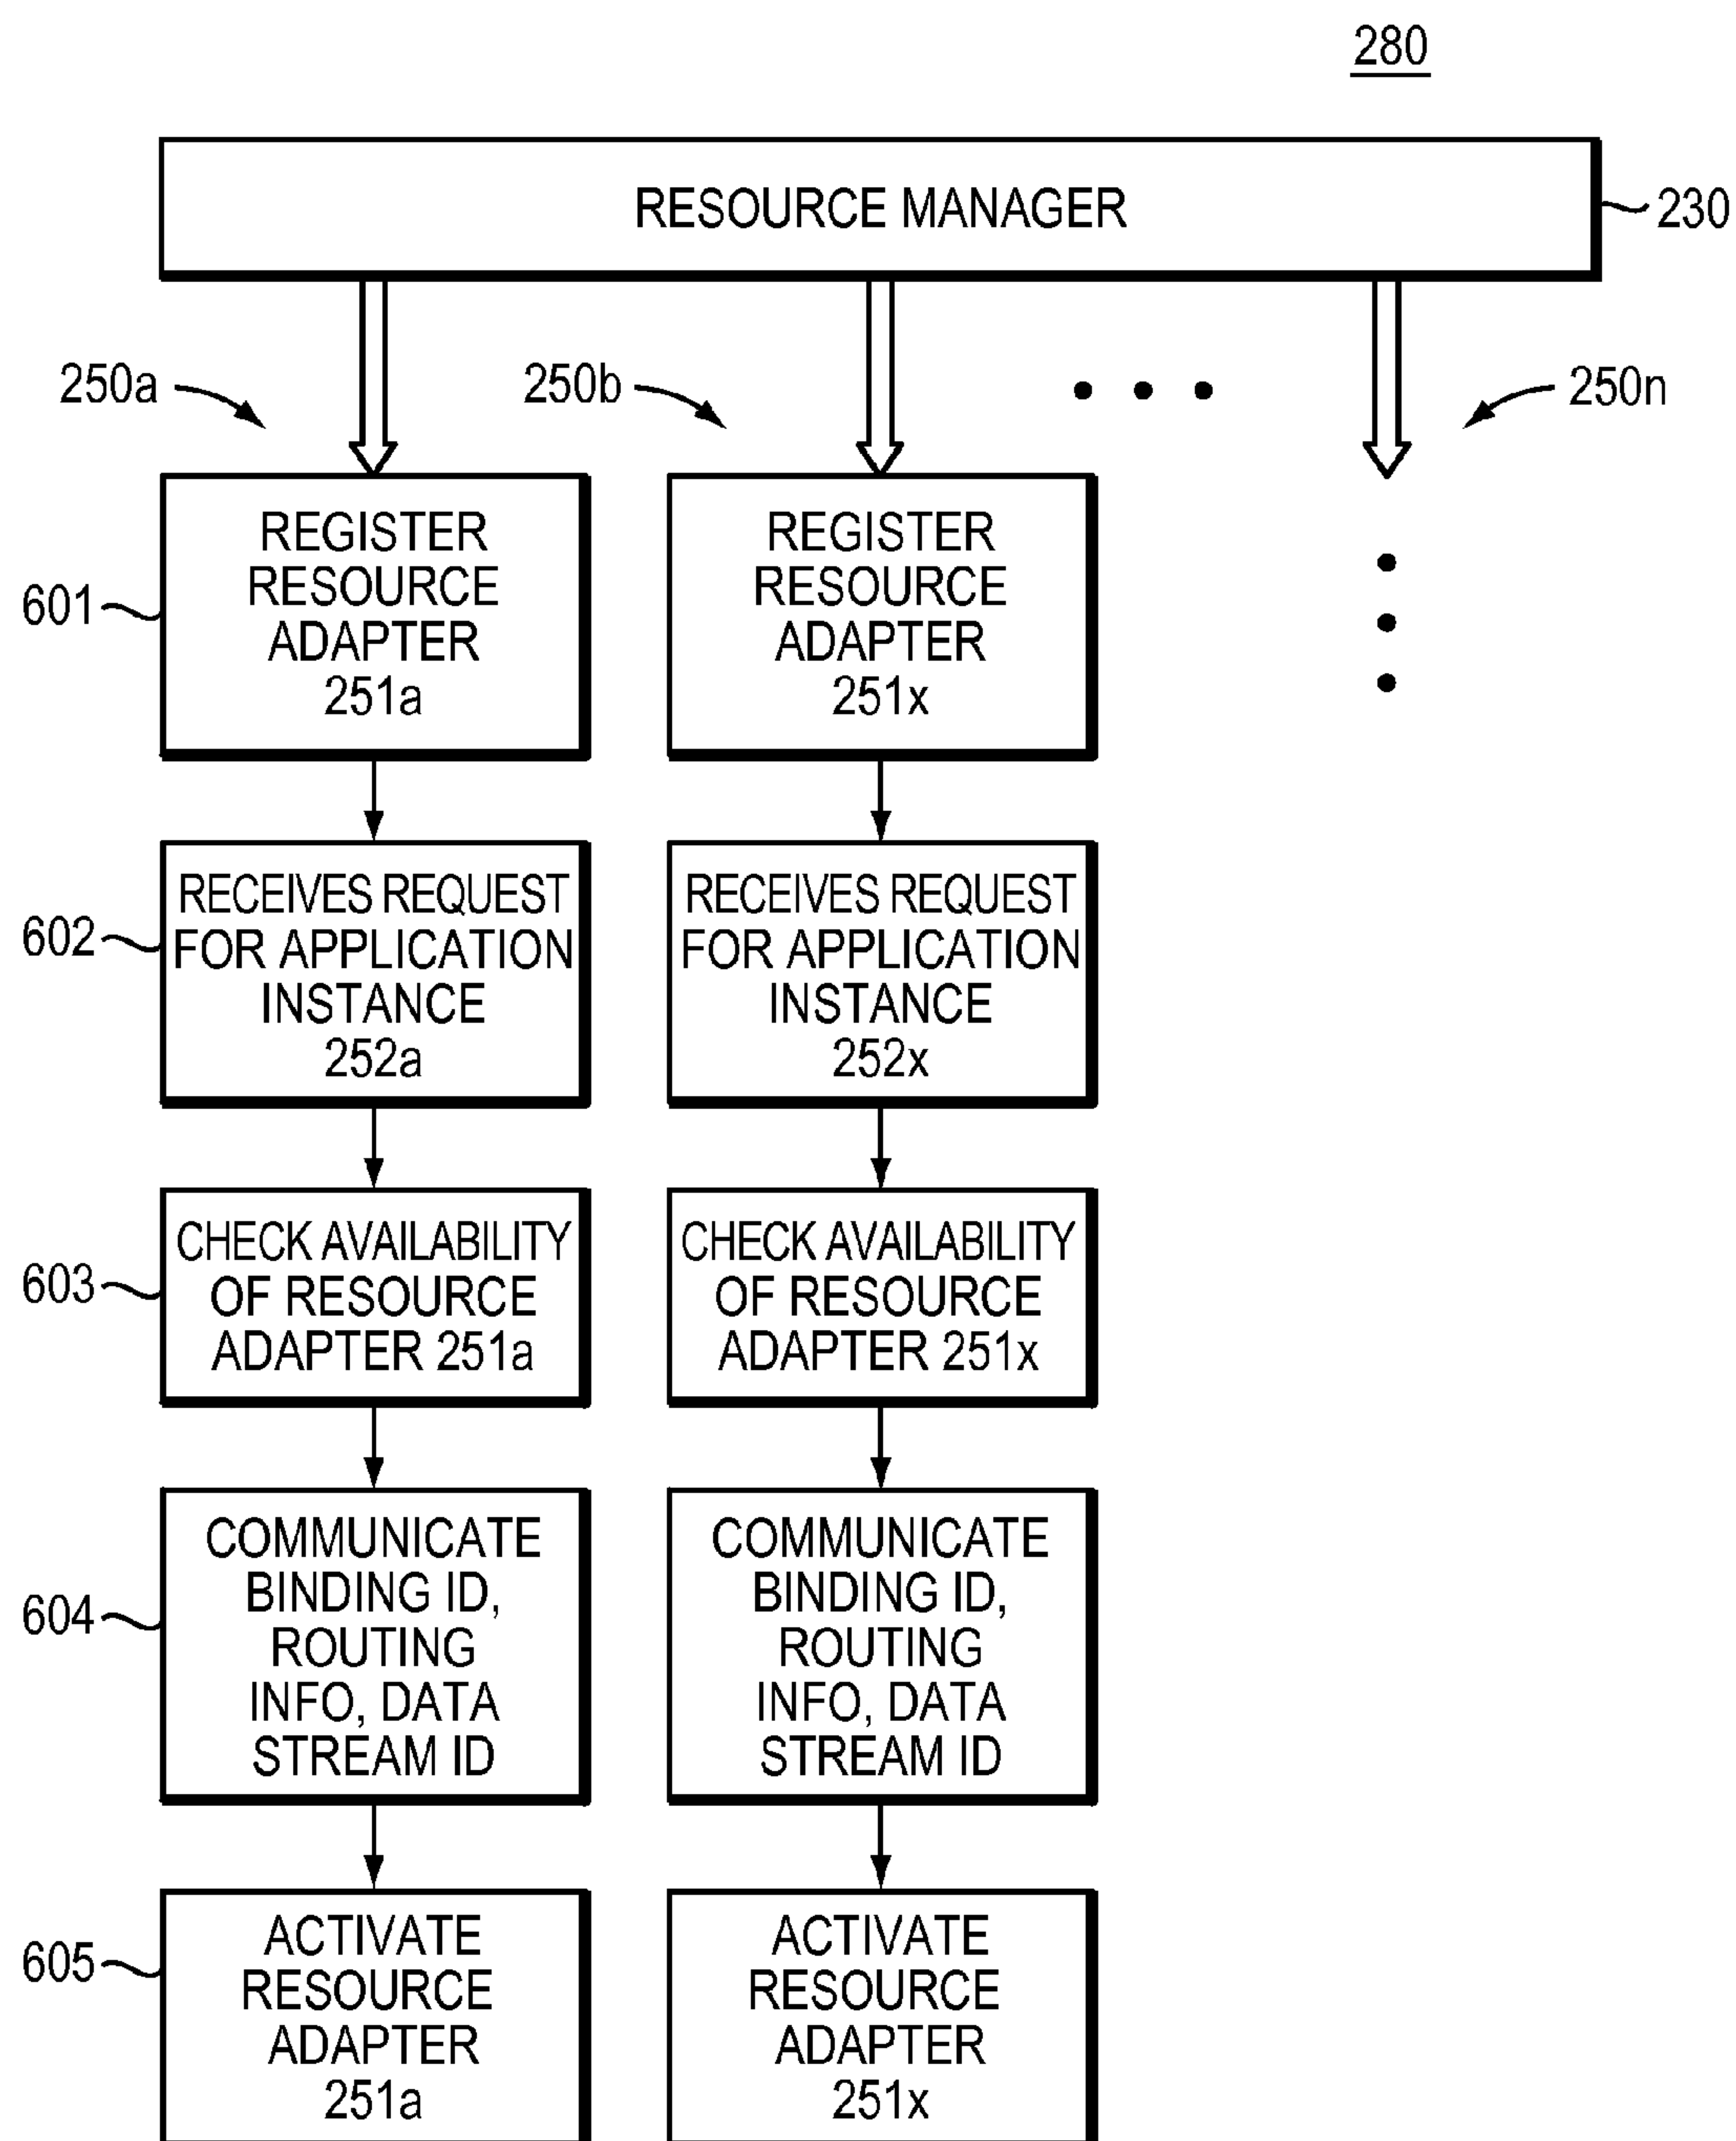 280
RESOURCE MANAGER
230
250a
250b
250n
601
REGISTER
RESOURCE
ADAPTER
251a
REGISTER
RESOURCE
ADAPTER
251x
602
RECEIVES REQUEST
FOR APPLICATION
INSTANCE
252a
RECEIVES REQUEST
FOR APPLICATION
INSTANCE
252x
603
CHECK AVAILABILITY
OF RESOURCE
ADAPTER 251a
CHECK AVAILABILITY
OF RESOURCE
ADAPTER 251x
604
COMMUNICATE
BINDING ID,
ROUTING
INFO, DATA
STREAM ID
COMMUNICATE
BINDING ID,
ROUTING
INFO, DATA
STREAM ID
605
ACTIVATE
RESOURCE
ADAPTER
251a
ACTIVATE
RESOURCE
ADAPTER
251x